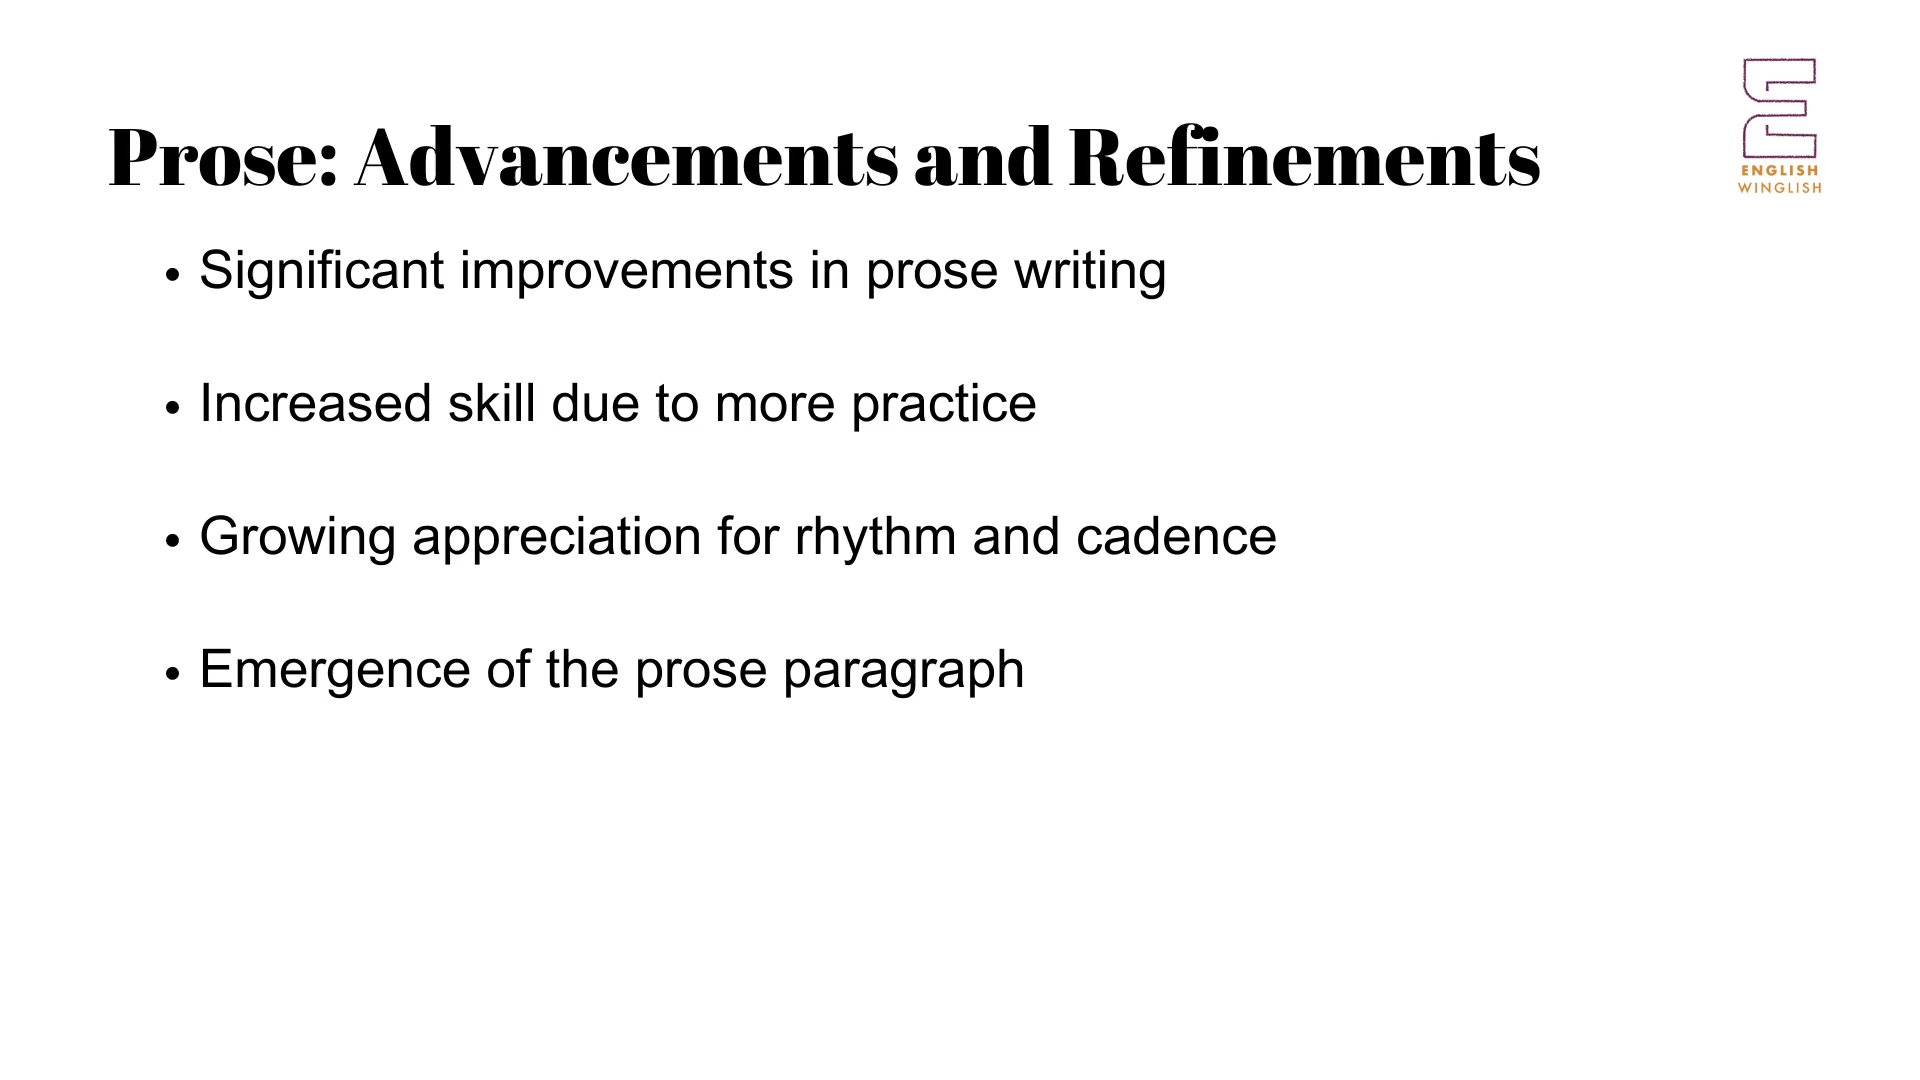 Prose: Advancements and Refinements
ENGLISH
WINGLISH
• Significant improvements in prose writing
• Increased skill due to more practice
• Growing appreciation for rhythm and cadence
• Emergence of the prose paragraph